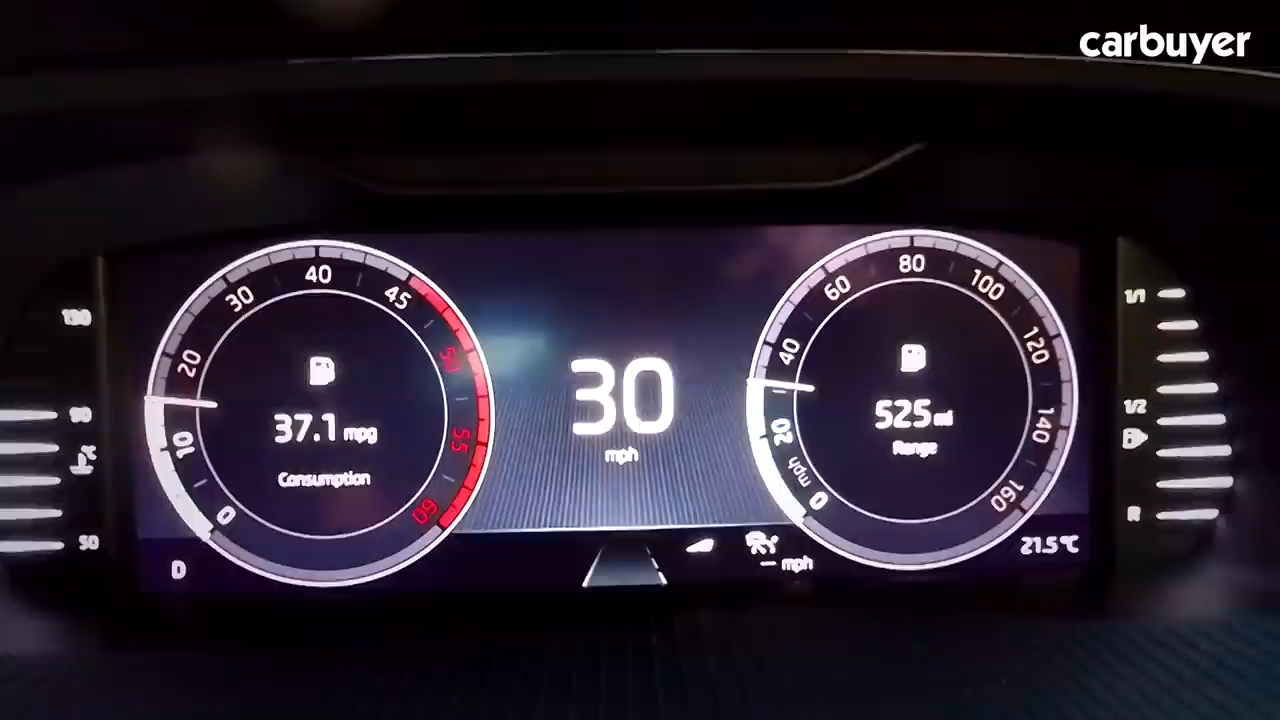 carbuyer
130
90
50
0
10
20
30
40
45
50
55
60
37.1 mpg
Consumption
D
30
mph
0
mph
20
40
60
80
100
120
140
160
525 mi
Range
-- mph
21.5°C
1/1
1/2
R